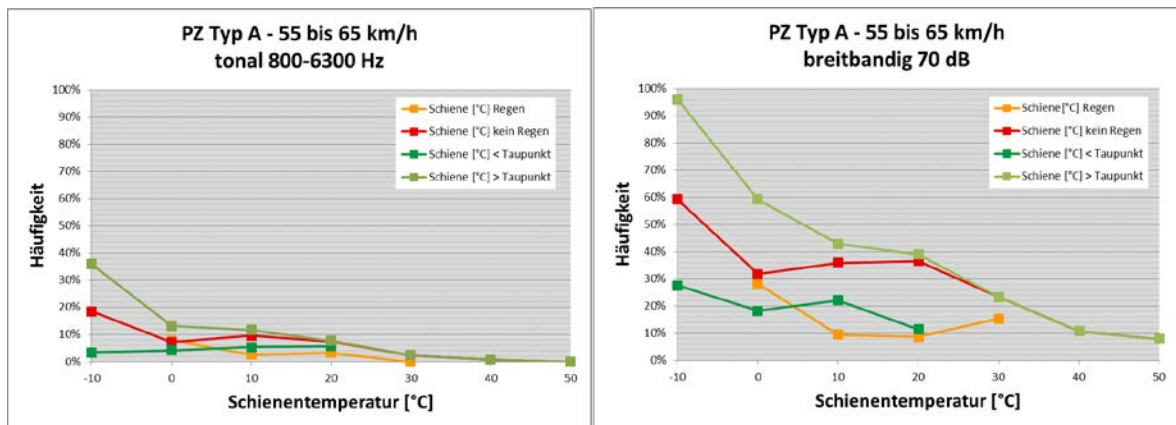 PZ Typ A - 55 bis 65 km/h
tonal 800-6300 Hz
Häufigkeit
100%
90%
80%
70%
60%
50%
40%
30%
20%
10%
0%
Schiene [°C] Regen
Schiene [°C] kein Regen
Schiene [°C] < Taupunkt
Schiene [°C] > Taupunkt
-10 0 10 20 30 40 50
Schienentemperatur [°C]
PZ Typ A - 55 bis 65 km/h
breitbandig 70 dB
Häufigkeit
100%
90%
80%
70%
60%
50%
40%
30%
20%
10%
0%
Schiene[°C] Regen
Schiene [°C] kein Regen
Schiene [°C] < Taupunkt
Schiene [°C] > Taupunkt
-10 0 10 20 30 40 50
Schienentemperatur [°C]